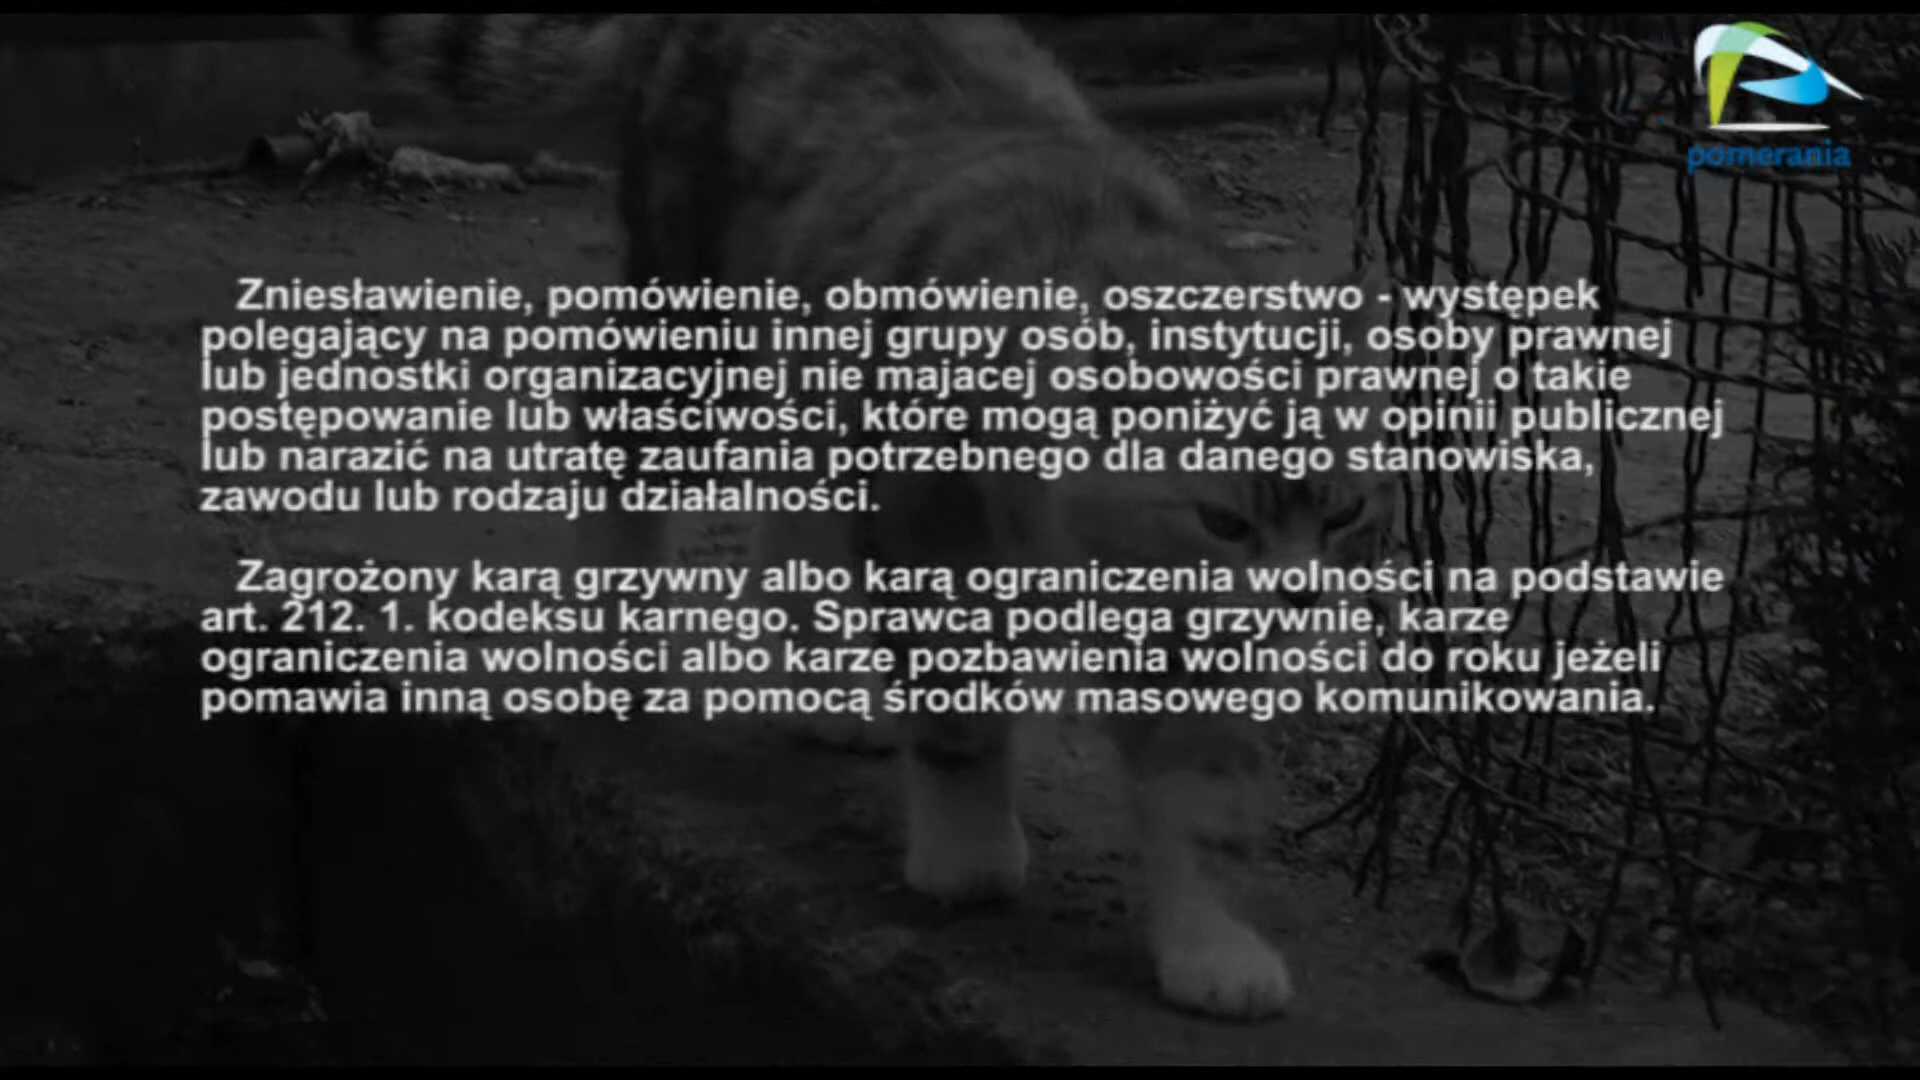 pomerania
Zniesławienie, pomówienie, obmówienie, oszczerstwo - występek
polegający na pomówieniu innej grupy osób, instytucji, osoby prawnej
lub jednostki organizacyjnej nie majacej osobowości prawnej o takie
postępowanie lub właściwości, które mogą poniżyć ją w opinii publicznej
lub narazić na utratę zaufania potrzebnego dla danego stanowiska,
zawodu lub rodzaju działalności.
Zagrożony karą grzywny albo karą ograniczenia wolności na podstawie
art. 212. 1. kodeksu karnego. Sprawca podlega grzywnie, karze
ograniczenia wolności albo karze pozbawienia wolności do roku jeżeli
pomawia inną osobę za pomocą środków masowego komunikowania.